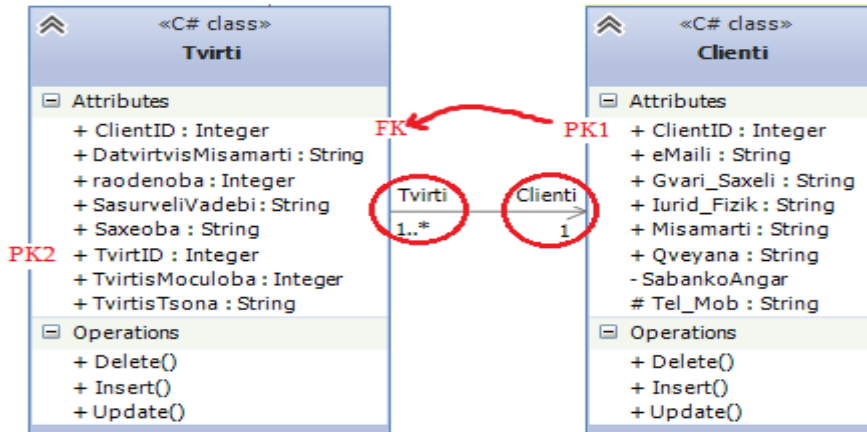 «C# class»
Tvirti
Attributes
+ ClientID : Integer
+ DatvirtvisMisamarti : String
+ raodenoba : Integer
+ SasurveliVadebi : String
+ Saxeoba : String
PK2 + TvirtID : Integer
+ TvirtisMoculoba : Integer
+ TvirtisTsona : String
Operations
+ Delete()
+ Insert()
+ Update()
FK
PK1
Tvirti
Clienti
1..*
1
«C# class»
Clienti
Attributes
+ ClientID : Integer
+ eMaili : String
+ Gvari_Saxeli : String
+ Iurid_Fizik : String
+ Misamarti : String
+ Qveyana : String
- SabankoAngar
# Tel_Mob : String
Operations
+ Delete()
+ Insert()
+ Update()